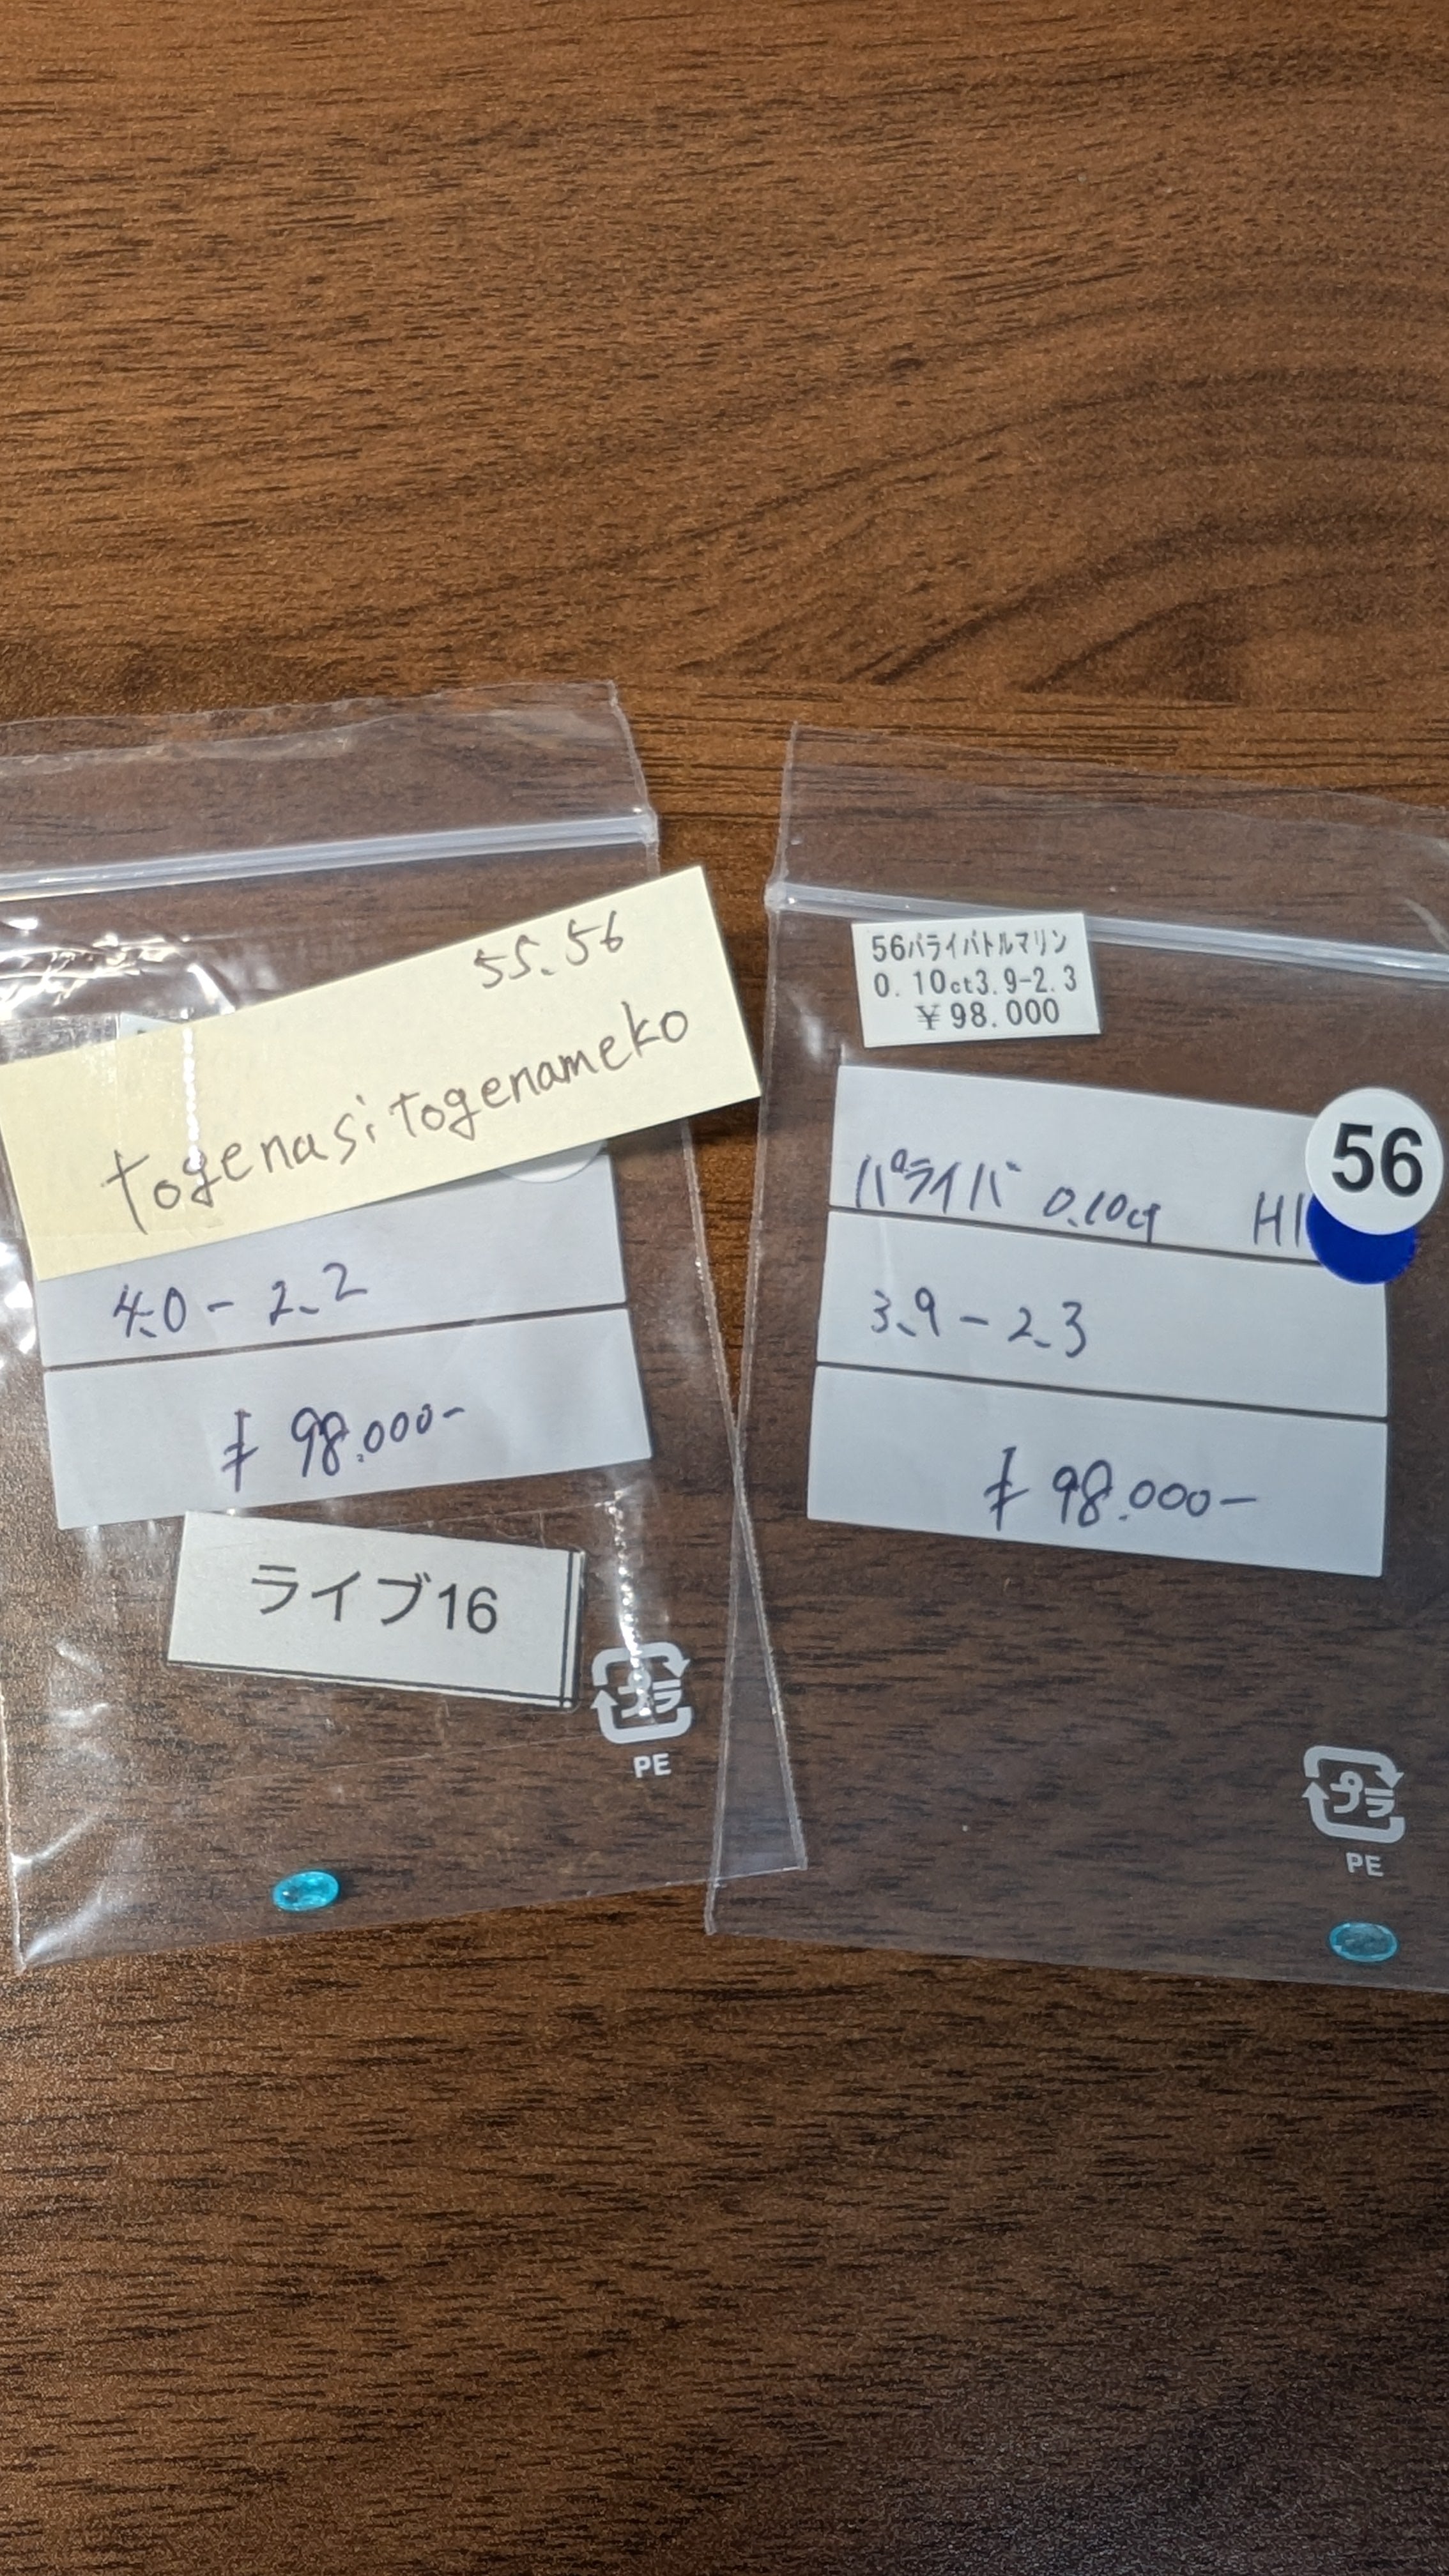 55.56
togenasitogenameko
4.0 - 2.2
¥ 98.000-
ライブ16
プラ
PE
56パライバトルマリン
0.10ct3.9-2.3
¥98.000
56
パライバ 0.10ct
3.9 - 2.3
¥ 98.000-
プラ
PE